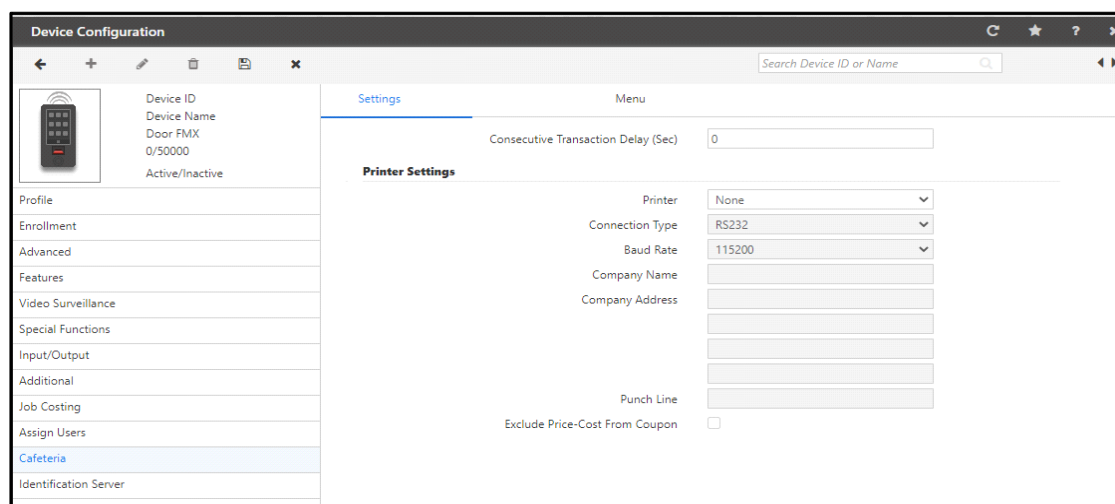 Device Configuration
?
Search Device ID or Name
Device ID
Device Name
Door FMX
0/50000
Active/Inactive
Profile
Enrollment
Advanced
Features
Video Surveillance
Special Functions
Input/Output
Additional
Job Costing
Assign Users
Cafeteria
Identification Server
Settings Menu
Consecutive Transaction Delay (Sec) 0
Printer Settings
Printer None
Connection Type RS232
Baud Rate 115200
Company Name
Company Address
Punch Line
Exclude Price-Cost From Coupon